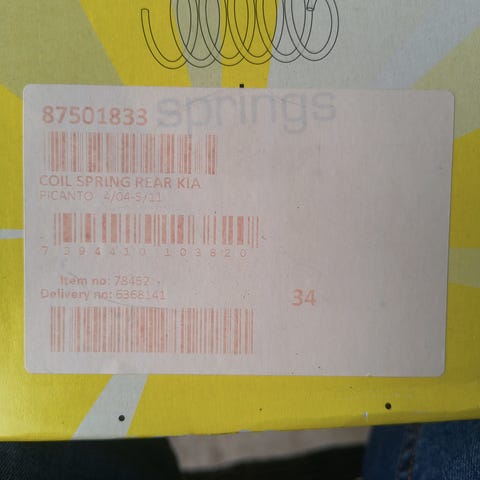 springs
87501833
COIL SPRING REAR KIA
PICANTO 4/04-5/11
7 394410 103820
Item no: 78452
Delivery no: 6368141
34